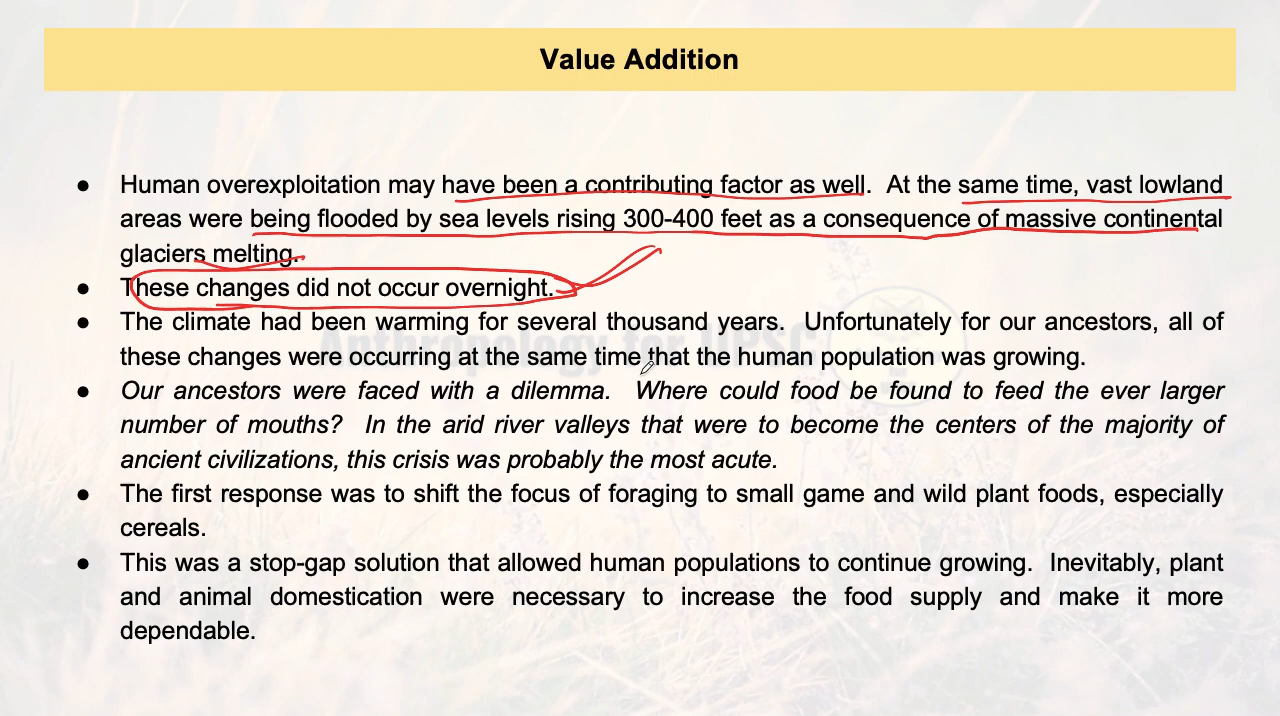 Value Addition
● Human overexploitation may have been a contributing factor as well.  At the same time, vast lowland
areas were being flooded by sea levels rising 300-400 feet as a consequence of massive continental
glaciers melting.
● These changes did not occur overnight.
● The climate had been warming for several thousand years.  Unfortunately for our ancestors, all of
these changes were occurring at the same time that the human population was growing.
Anthropology for UPSC
● Our ancestors were faced with a dilemma.  Where could food be found to feed the ever larger
number of mouths?  In the arid river valleys that were to become the centers of the majority of
ancient civilizations, this crisis was probably the most acute.
● The first response was to shift the focus of foraging to small game and wild plant foods, especially
cereals.
● This was a stop-gap solution that allowed human populations to continue growing.  Inevitably, plant
and animal domestication were necessary to increase the food supply and make it more
dependable.